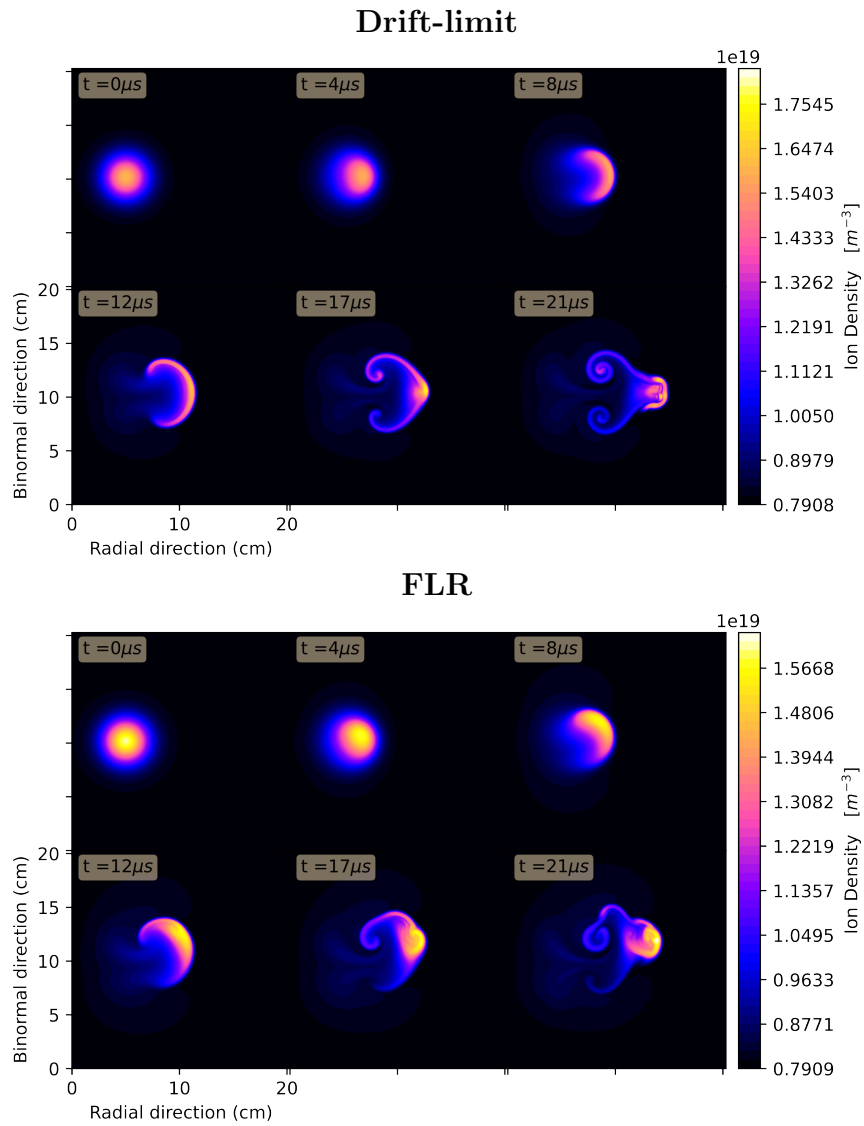 Drift-limit
1e19
t =0μs
t =4μs
t =8μs
1.7545
1.6474
1.5403
1.4333
1.3262
1.2191
1.1121
1.0050
0.8979
0.7908
Ion Density [m⁻³]
t =12μs
t =17μs
t =21μs
20
15
10
5
0
Binormal direction (cm)
0
10
20
Radial direction (cm)
FLR
1e19
t =0μs
t =4μs
t =8μs
1.5668
1.4806
1.3944
1.3082
1.2219
1.1357
1.0495
0.9633
0.8771
0.7909
Ion Density [m⁻³]
t =12μs
t =17μs
t =21μs
20
15
10
5
0
Binormal direction (cm)
0
10
20
Radial direction (cm)